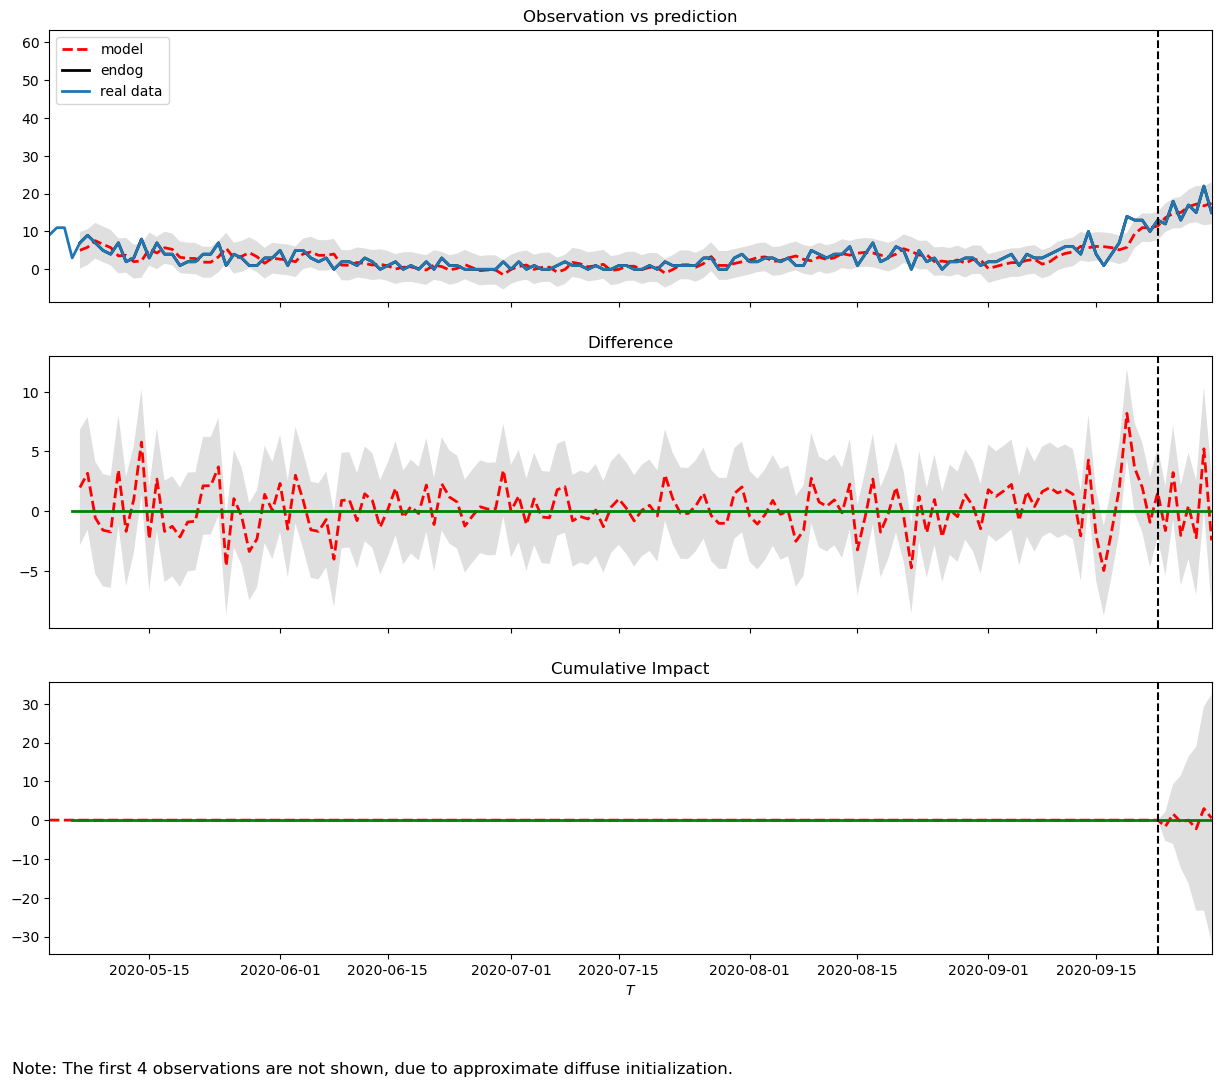 Observation vs prediction
60
50
40
30
20
10
0
model
endog
real data
Difference
10
5
0
−5
Cumulative Impact
30
20
10
0
−10
−20
−30
2020-05-15 2020-06-01 2020-06-15 2020-07-01 2020-07-15 2020-08-01 2020-08-15 2020-09-01 2020-09-15
T
Note: The first 4 observations are not shown, due to approximate diffuse initialization.